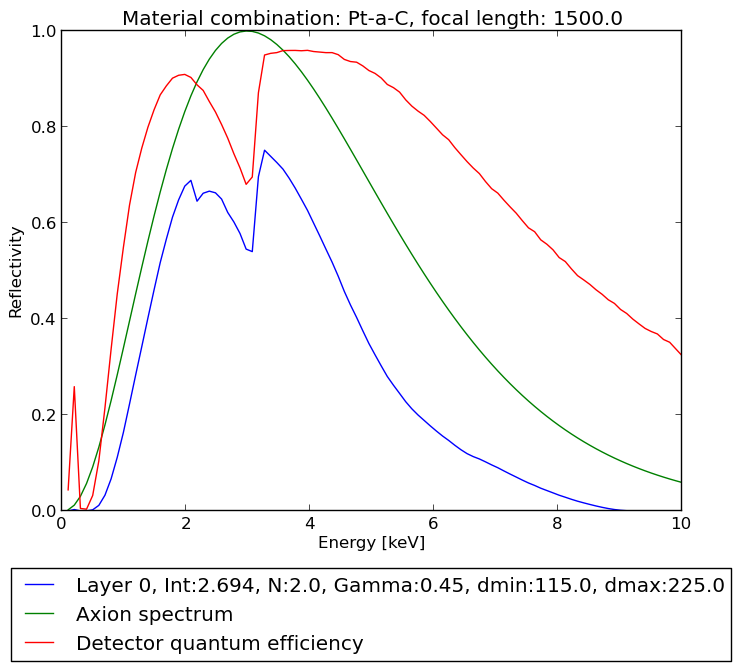 Material combination: Pt-a-C, focal length: 1500.0
1.0
0.8
0.6
0.4
0.2
0.0
Reflectivity
0 2 4 6 8 10
Energy [keV]
Layer 0, Int:2.694, N:2.0, Gamma:0.45, dmin:115.0, dmax:225.0
Axion spectrum
Detector quantum efficiency